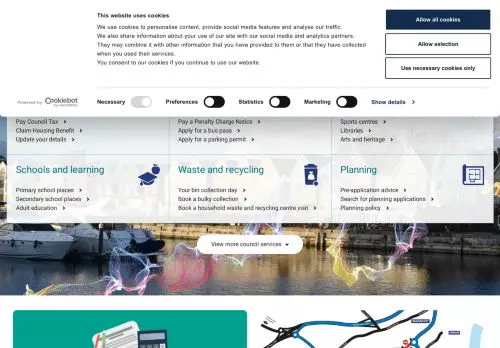 This website uses cookies
We use cookies to personalise content, provide social media features and analyse our traffic.
We also share information about your use of our site with our social media and analytics partners.
They may combine it with other information that you have provided to them or that they have collected
when you used their services.
You consent to our cookies if you continue to use our website.
Allow all cookies
Allow selection
Use necessary cookies only
Powered by Cookiebot
Necessary
Preferences
Statistics
Marketing
Show details
Pay Council Tax
Claim Housing Benefit
Update your details
Pay a Penalty Charge Notice
Apply for a bus pass
Apply for a parking permit
Sports centres
Libraries
Arts and heritage
Schools and learning
Primary school places
Secondary school places
Adult education
Waste and recycling
Your bin collection day
Book a bulky collection
Book a household waste and recycling centre visit
Planning
Pre-application advice
Search for planning applications
Planning policy
View more council services